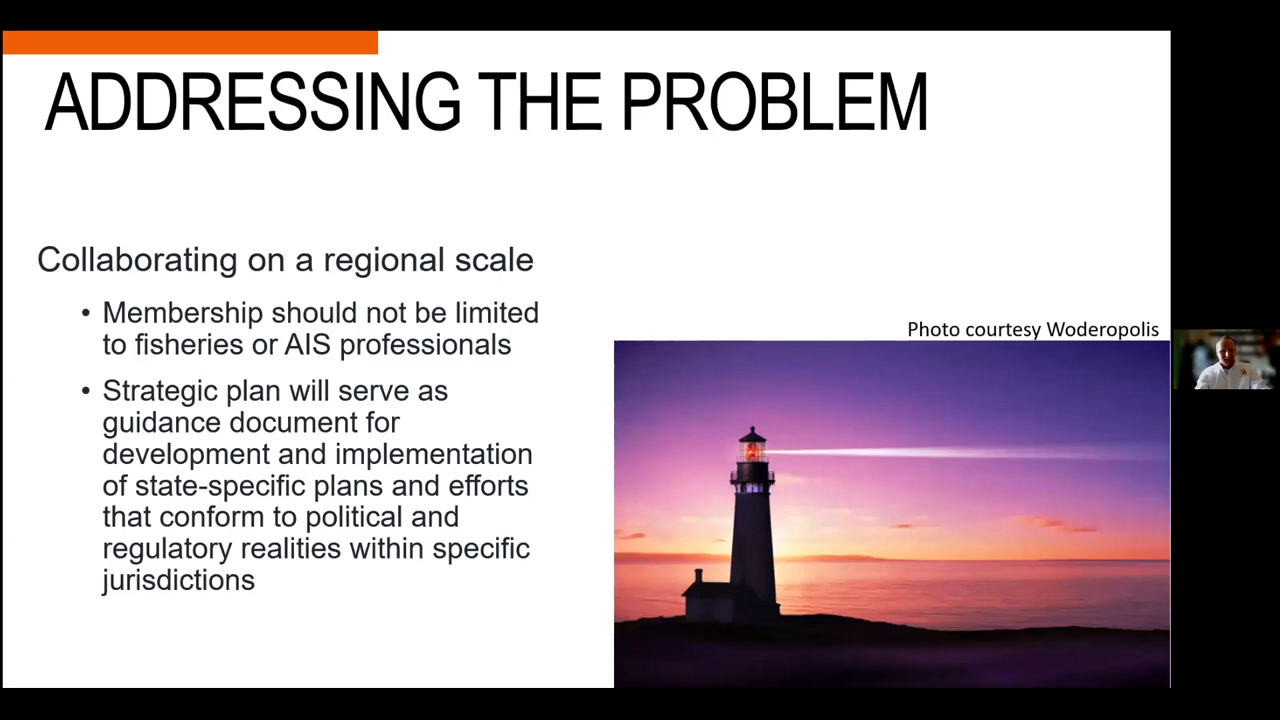 ADDRESSING THE PROBLEM
Collaborating on a regional scale
• Membership should not be limited
to fisheries or AIS professionals
• Strategic plan will serve as
guidance document for
development and implementation
of state-specific plans and efforts
that conform to political and
regulatory realities within specific
jurisdictions
Photo courtesy Woderopolis